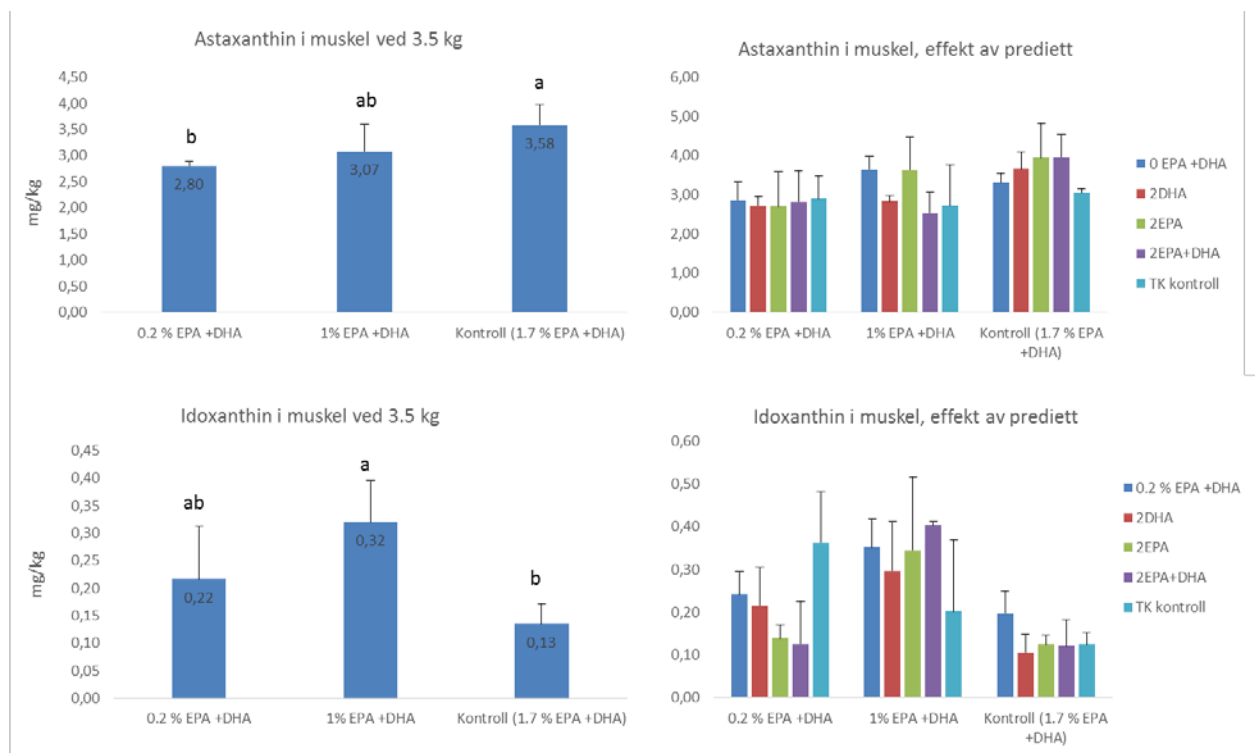 Astaxanthin i muskel ved 3.5 kg
4,50
4,00
3,50
3,00
2,50
2,00
1,50
1,00
0,50
0,00
mg/kg
b
ab
a
2,80
3,07
3,58
0.2 % EPA +DHA
1% EPA +DHA
Kontroll (1.7 % EPA +DHA)
Astaxanthin i muskel, effekt av prediett
6,00
5,00
4,00
3,00
2,00
1,00
0,00
0.2 % EPA +DHA
1% EPA +DHA
Kontroll (1.7 % EPA
+DHA)
0 EPA +DHA
2DHA
2EPA
2EPA+DHA
TK kontroll
Idoxanthin i muskel ved 3.5 kg
0,45
0,40
0,35
0,30
0,25
0,20
0,15
0,10
0,05
0,00
mg/kg
ab
a
b
0,22
0,32
0,13
0.2 % EPA +DHA
1% EPA +DHA
Kontroll (1.7 % EPA +DHA)
Idoxanthin i muskel, effekt av prediett
0,60
0,50
0,40
0,30
0,20
0,10
0,00
0.2 % EPA +DHA
1% EPA +DHA
Kontroll (1.7 % EPA
+DHA)
0.2 % EPA +DHA
2DHA
2EPA
2EPA+DHA
TK kontroll